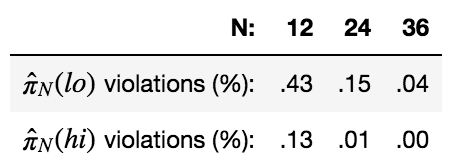 N: 12 24 36
π̂N(lo) violations (%): .43 .15 .04
π̂N(hi) violations (%): .13 .01 .00